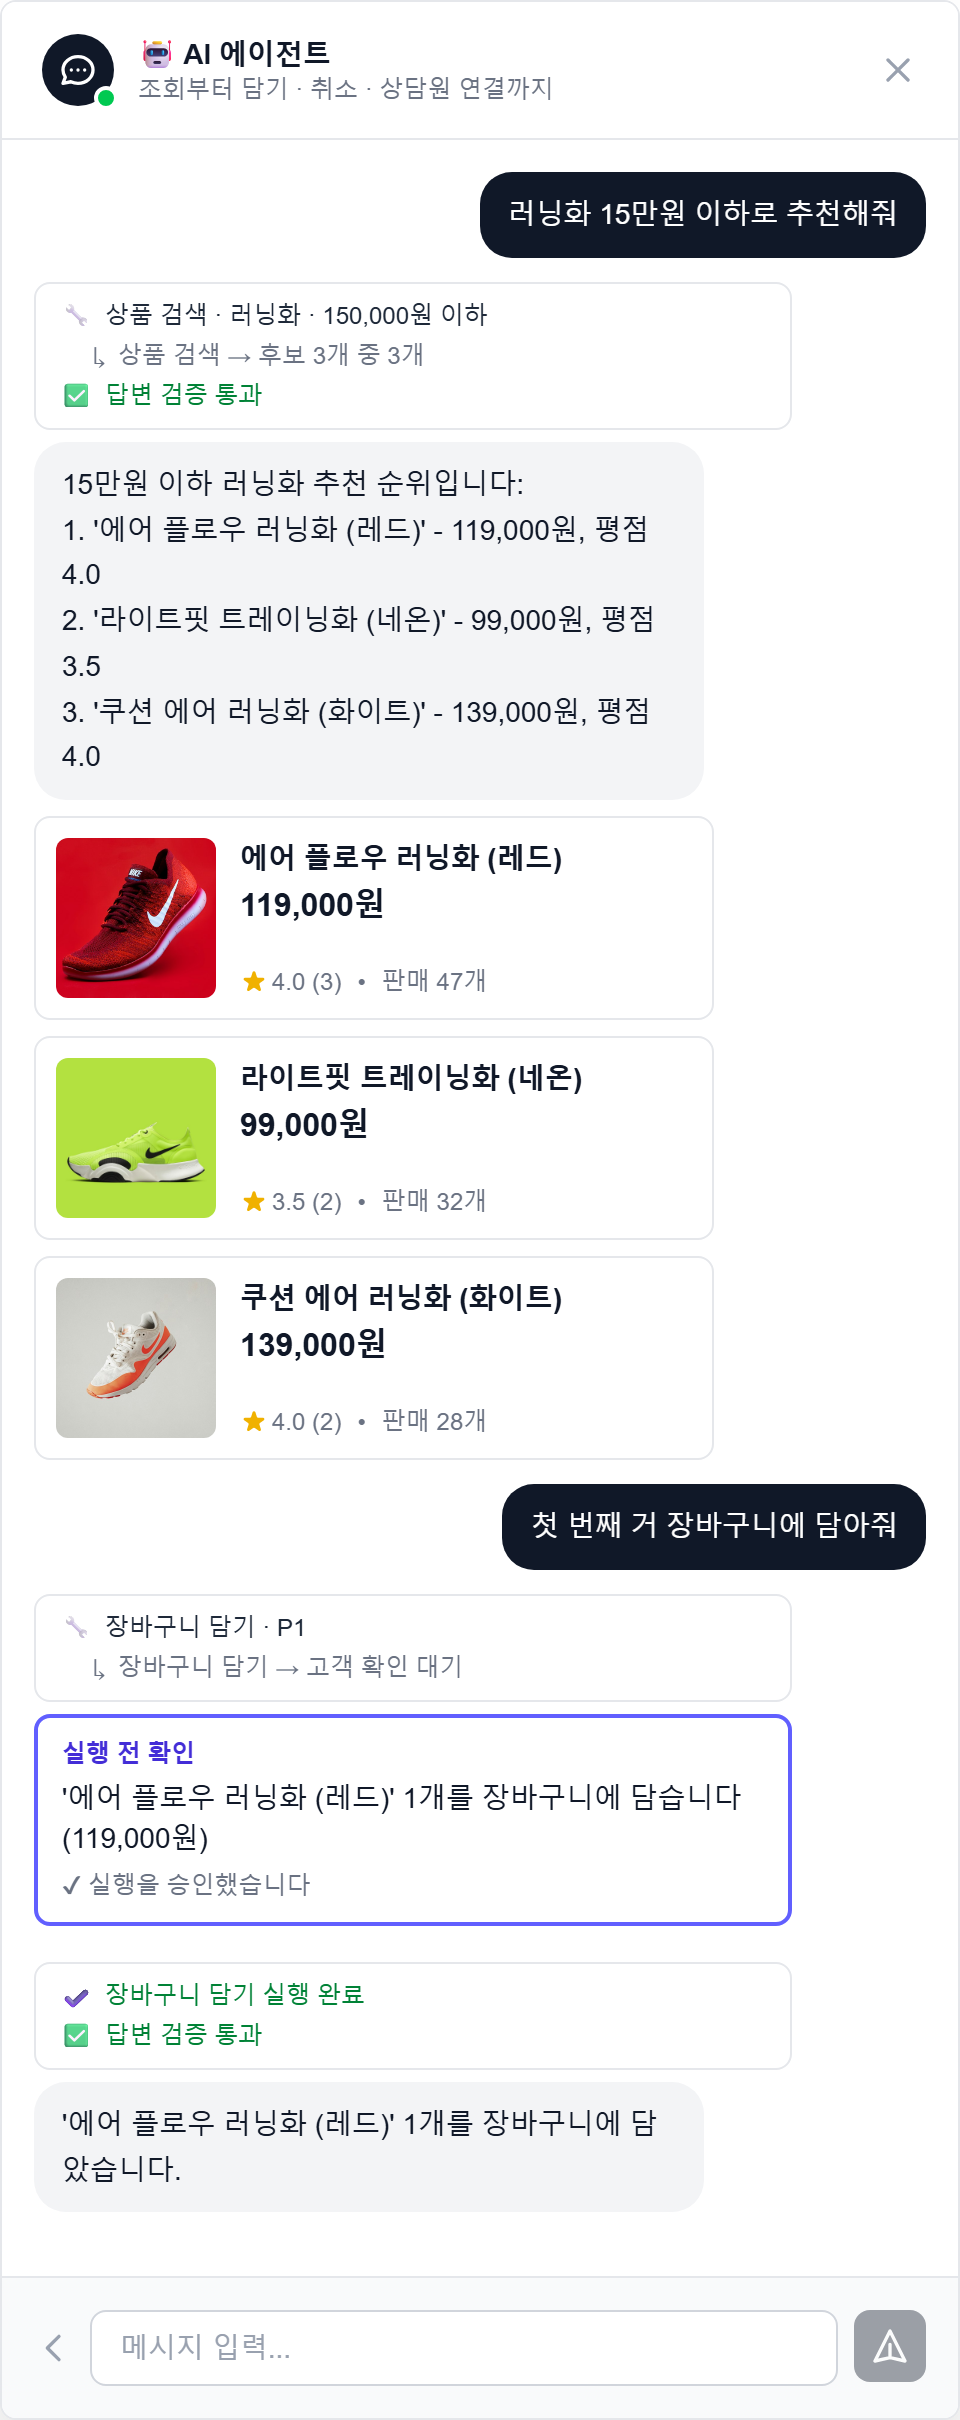 AI 에이전트
조회부터 담기 · 취소 · 상담원 연결까지
러닝화 15만원 이하로 추천해줘
상품 검색 · 러닝화 · 150,000원 이하
↳ 상품 검색 → 후보 3개 중 3개
답변 검증 통과
15만원 이하 러닝화 추천 순위입니다:
1. '에어 플로우 러닝화 (레드)' - 119,000원, 평점
4.0
2. '라이트핏 트레이닝화 (네온)' - 99,000원, 평점
3.5
3. '쿠션 에어 러닝화 (화이트)' - 139,000원, 평점
4.0
NIKE
에어 플로우 러닝화 (레드)
119,000원
4.0 (3) • 판매 47개
라이트핏 트레이닝화 (네온)
99,000원
3.5 (2) • 판매 32개
쿠션 에어 러닝화 (화이트)
139,000원
4.0 (2) • 판매 28개
첫 번째 거 장바구니에 담아줘
장바구니 담기 · P1
↳ 장바구니 담기 → 고객 확인 대기
실행 전 확인
'에어 플로우 러닝화 (레드)' 1개를 장바구니에 담습니다
(119,000원)
✓ 실행을 승인했습니다
장바구니 담기 실행 완료
답변 검증 통과
'에어 플로우 러닝화 (레드)' 1개를 장바구니에 담
았습니다.
메시지 입력...